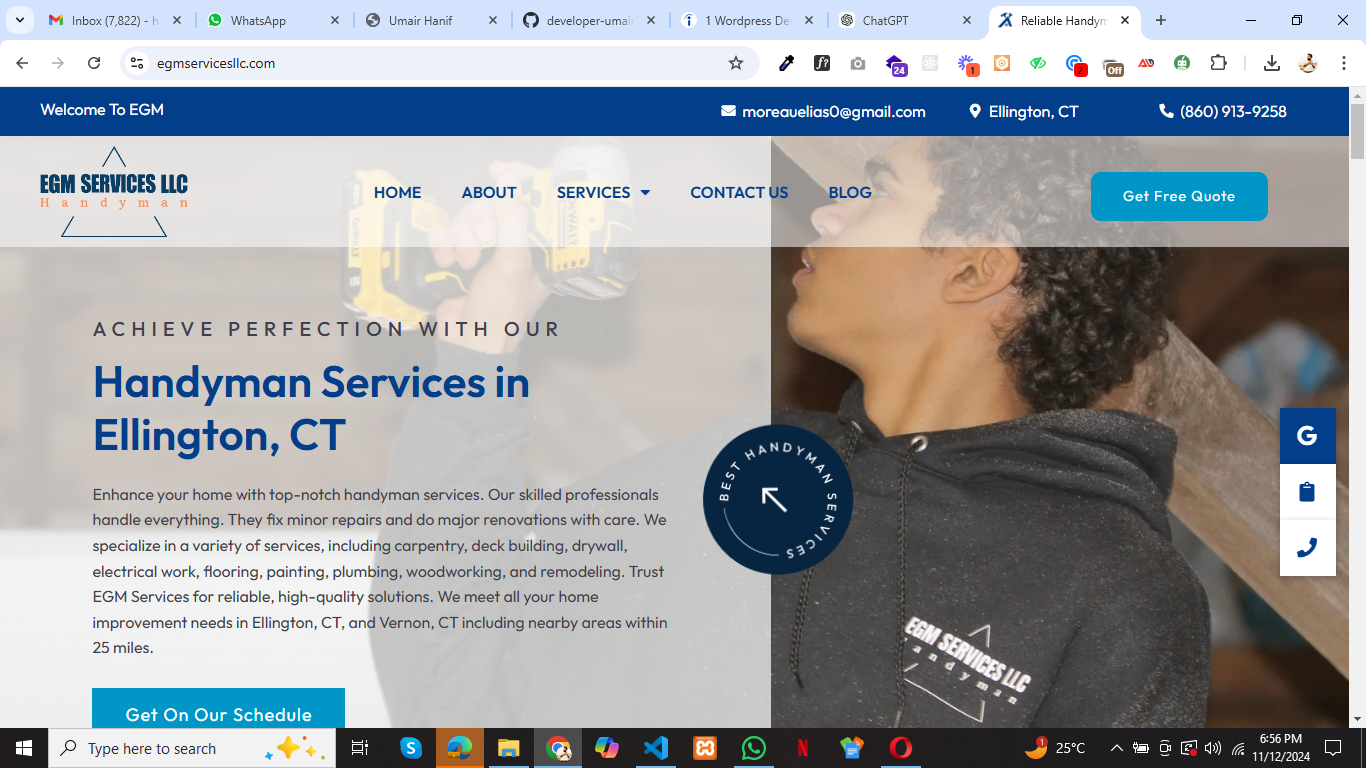 Inbox (7,822) - h
WhatsApp
Umair Hanif
developer-umair
1 Wordpress De
ChatGPT
Reliable Handym
egmservicesllc.com
24
1
2
Off
Welcome To EGM
moreauelias0@gmail.com
Ellington, CT
(860) 913-9258
EGM SERVICES LLC
Handyman
HOME
ABOUT
SERVICES
CONTACT US
BLOG
Get Free Quote
ACHIEVE PERFECTION WITH OUR
Handyman Services in
Ellington, CT
Enhance your home with top-notch handyman services. Our skilled professionals
handle everything. They fix minor repairs and do major renovations with care. We
specialize in a variety of services, including carpentry, deck building, drywall,
electrical work, flooring, painting, plumbing, woodworking, and remodeling. Trust
EGM Services for reliable, high-quality solutions. We meet all your home
improvement needs in Ellington, CT, and Vernon, CT including nearby areas within
25 miles.
BEST HANDYMAN SERVICES
EGM SERVICES LLC
Handyman
Get On Our Schedule
Type here to search
1
25°C
6:56 PM
11/12/2024